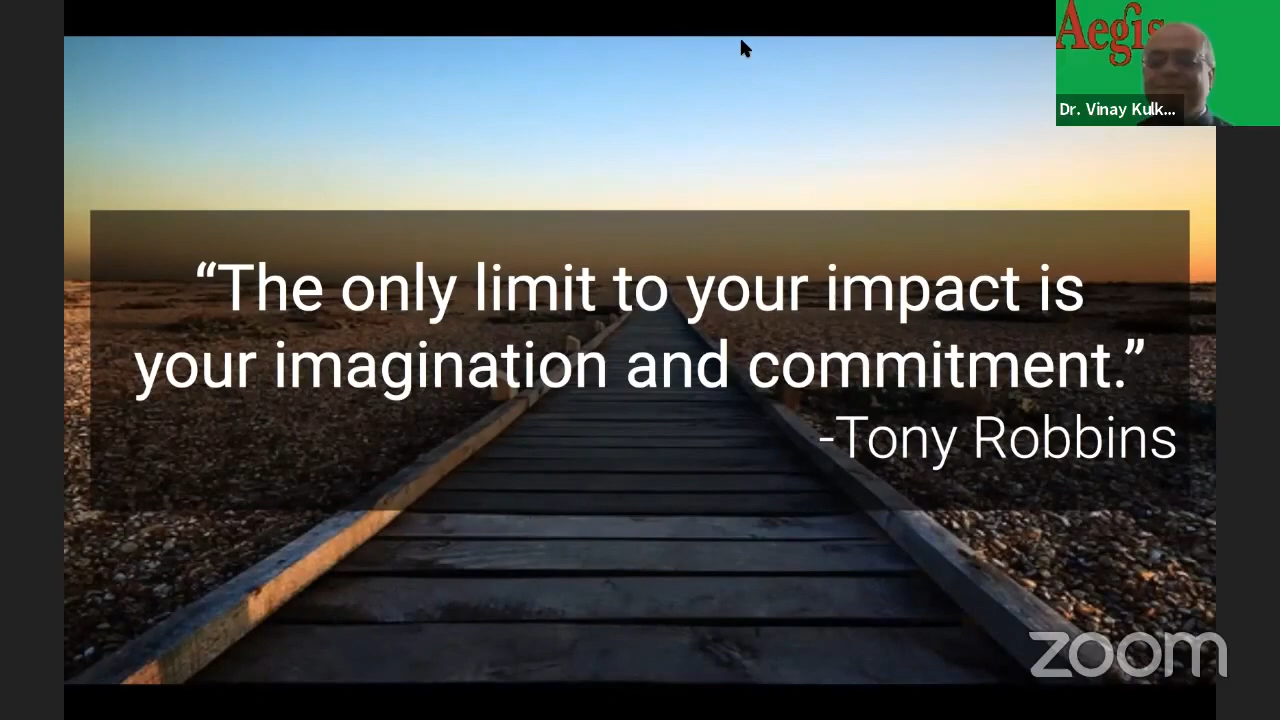 Aegis
Dr. Vinay Kulk...
“The only limit to your impact is
your imagination and commitment.”
-Tony Robbins
zoom